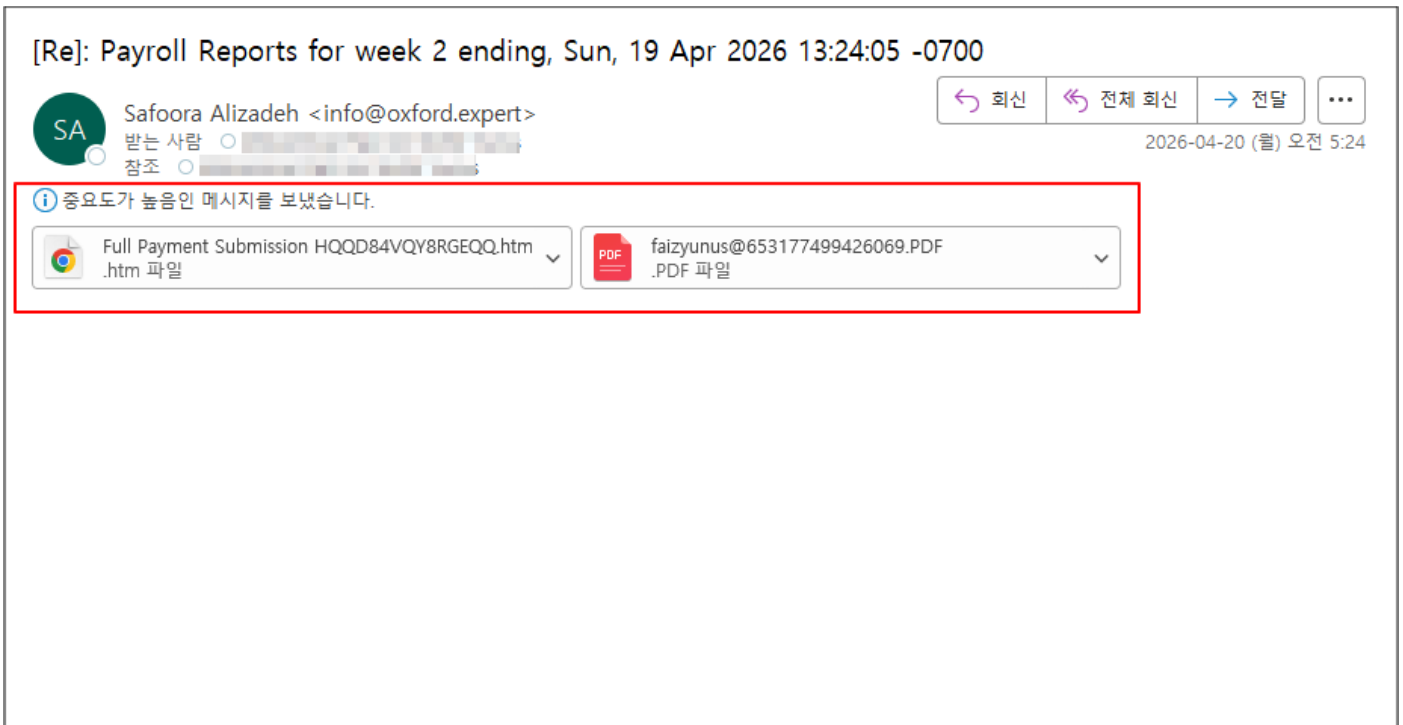 [Re]: Payroll Reports for week 2 ending, Sun, 19 Apr 2026 13:24:05 -0700
SA
Safoora Alizadeh <info@oxford.expert>
회신
전체 회신
전달
받는 사람
2026-04-20 (월) 오전 5:24
참조
중요도가 높음인 메시지를 보냈습니다.
Full Payment Submission HQQD84VQY8RGEQQ.htm
.htm 파일
PDF
faizyunus@653177499426069.PDF
.PDF 파일